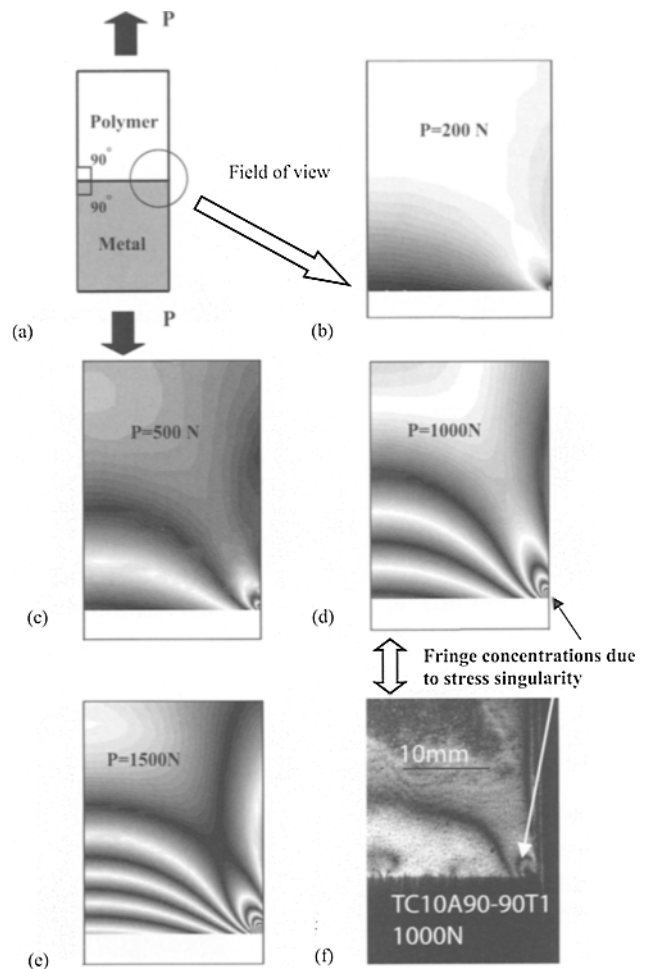 P
Polymer
90°
90°
Metal
P
(a)
Field of view
P=200 N
(b)
P=500 N
(c)
P=1000N
(d)
Fringe concentrations due
to stress singularity
P=1500N
(e)
10mm
TC10A90-90T1
1000N
(f)